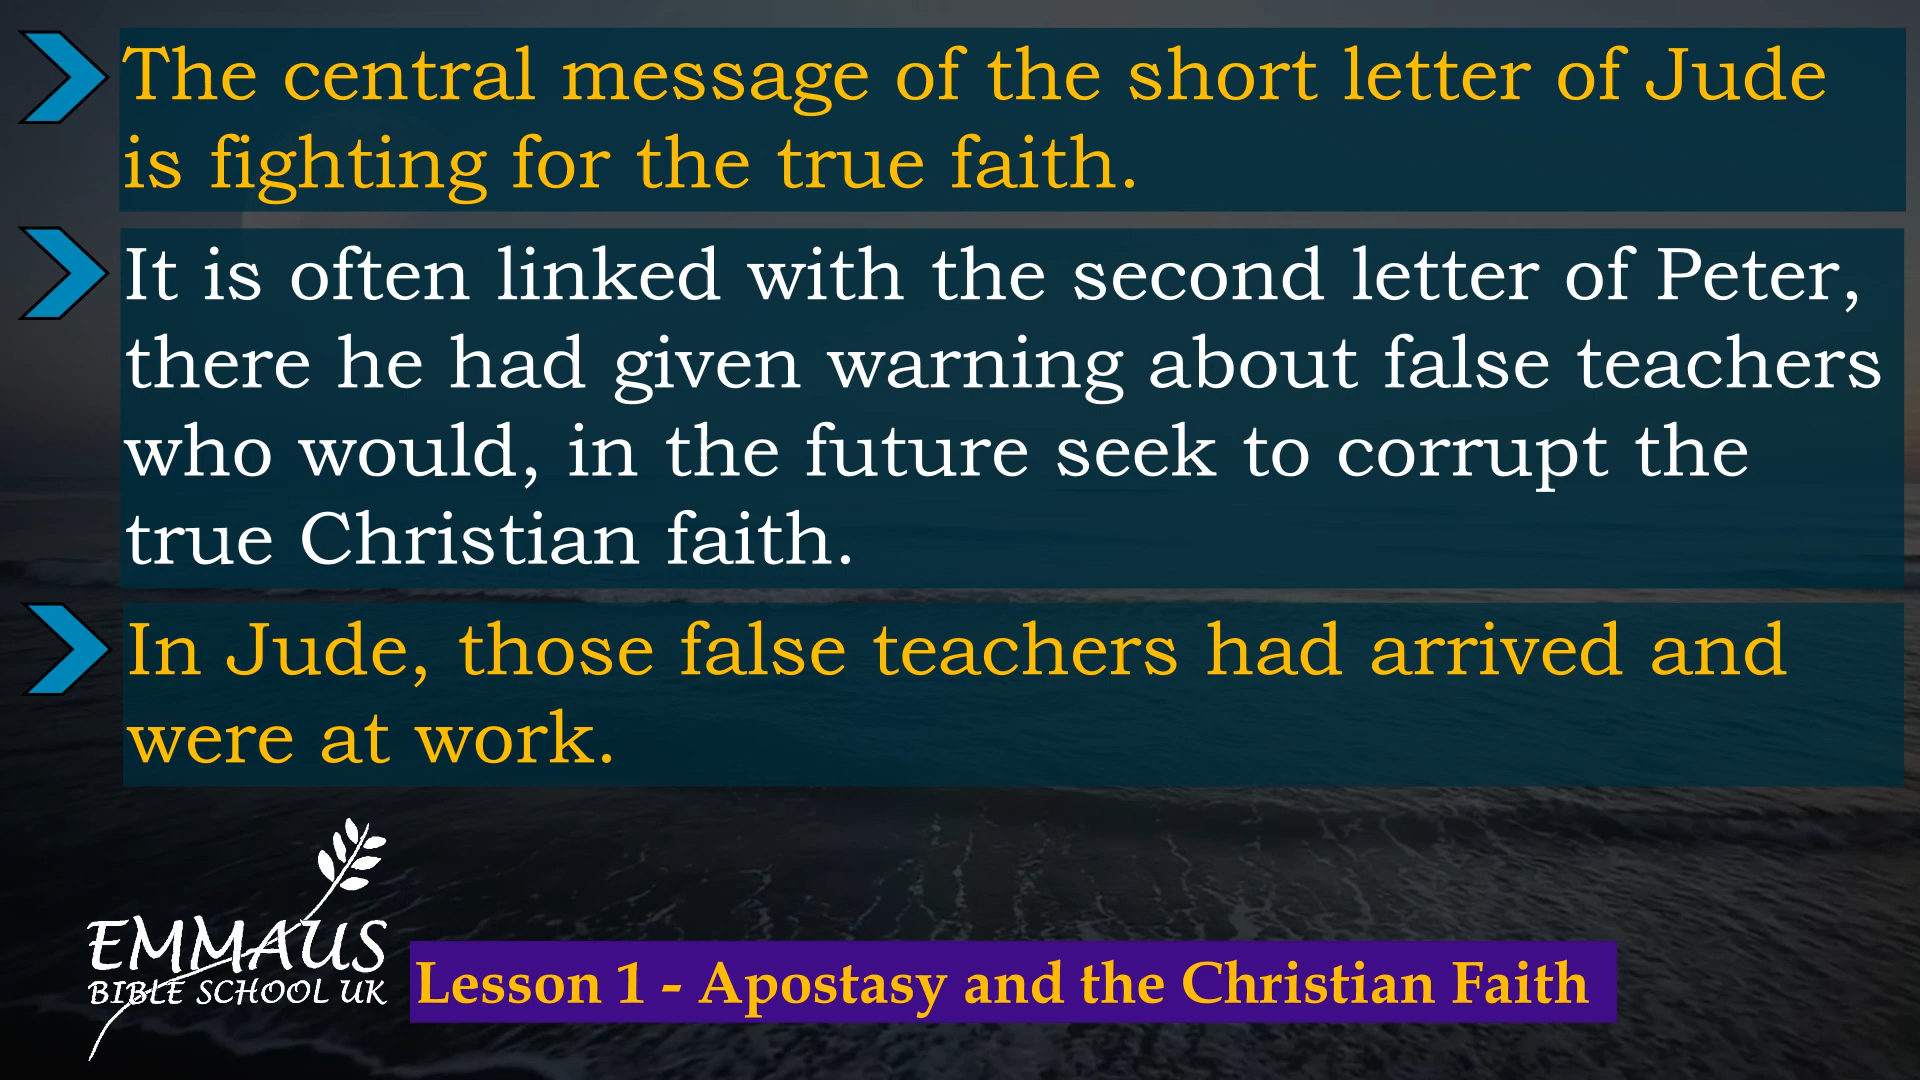 The central message of the short letter of Jude
is fighting for the true faith.
It is often linked with the second letter of Peter,
there he had given warning about false teachers
who would, in the future seek to corrupt the
true Christian faith.
In Jude, those false teachers had arrived and
were at work.
EMMAUS
BIBLE SCHOOL UK
Lesson 1 - Apostasy and the Christian Faith